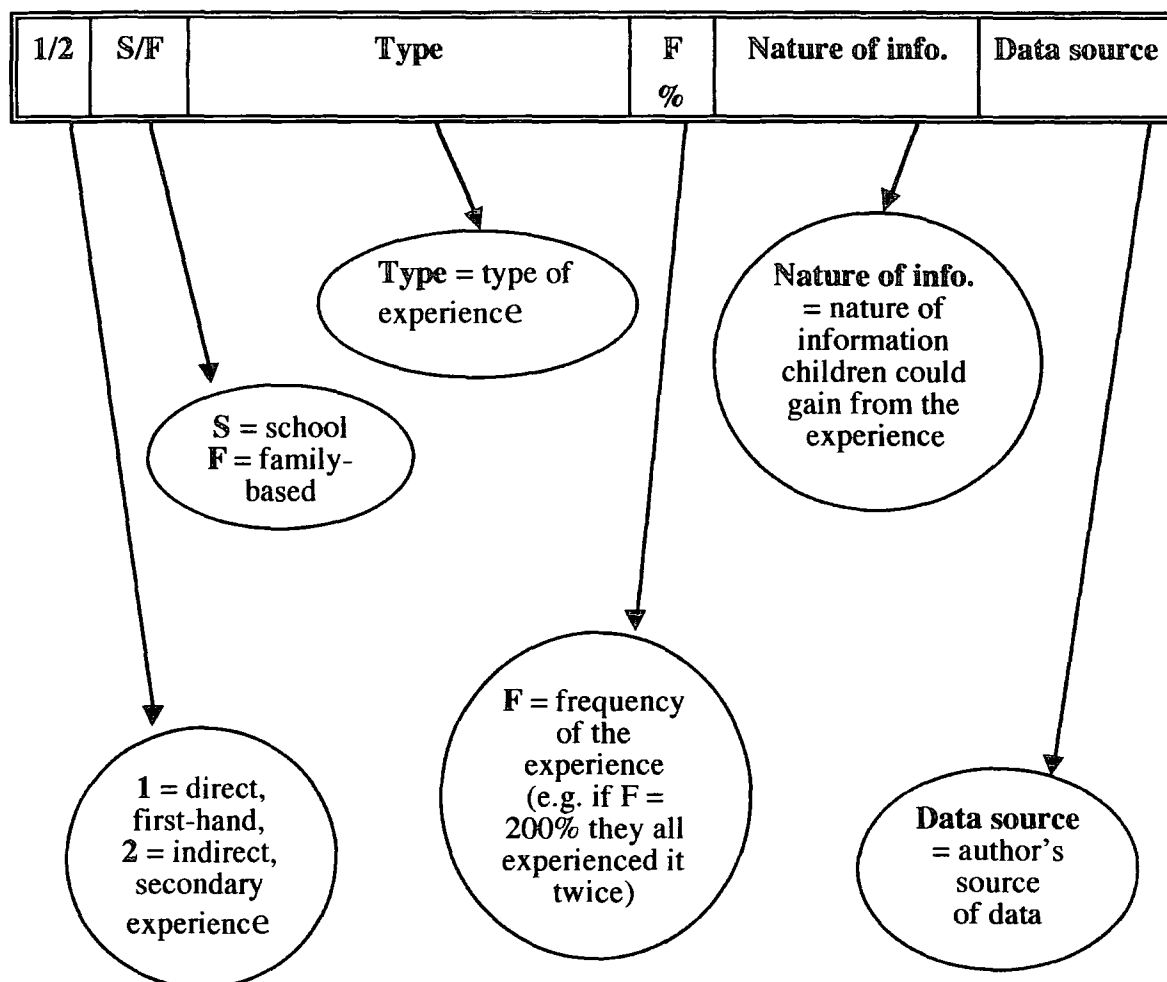 1/2 S/F Type F Nature of info. Data source
%
Type = type of
experience
Nature of info.
= nature of
information
children could
gain from the
experience
S = school
F = family-
based
F = frequency
of the
experience
(e.g. if F =
200% they all
experienced it
twice)
1 = direct,
first-hand,
2 = indirect,
secondary
experience
Data source
= author's
source
of data